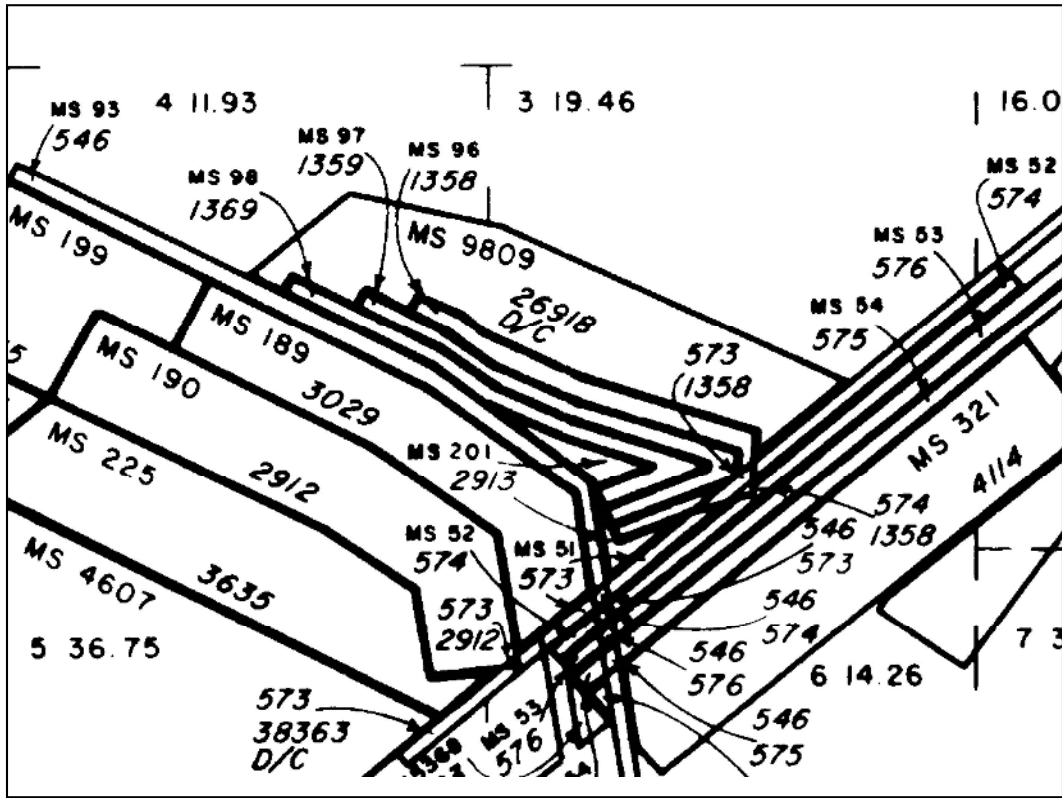 MS 93
546
4 11.93
3 19.46
16.0
MS 97
1359
MS 96
1358
MS 98
1369
MS 52
574
MS 53
576
MS 54
575
MS 199
MS 9809
26918
D/C
MS 189
3029
573
1358
MS 190
MS 321
4114
MS 225
2912
MS 201
2913
574
1358
MS 52
574
MS 51
573
546
573
MS 4607
3635
573
2912
546
574
546
576
5 36.75
6 14.26
7 3
573
38363
D/C
MS 53
576
546
575